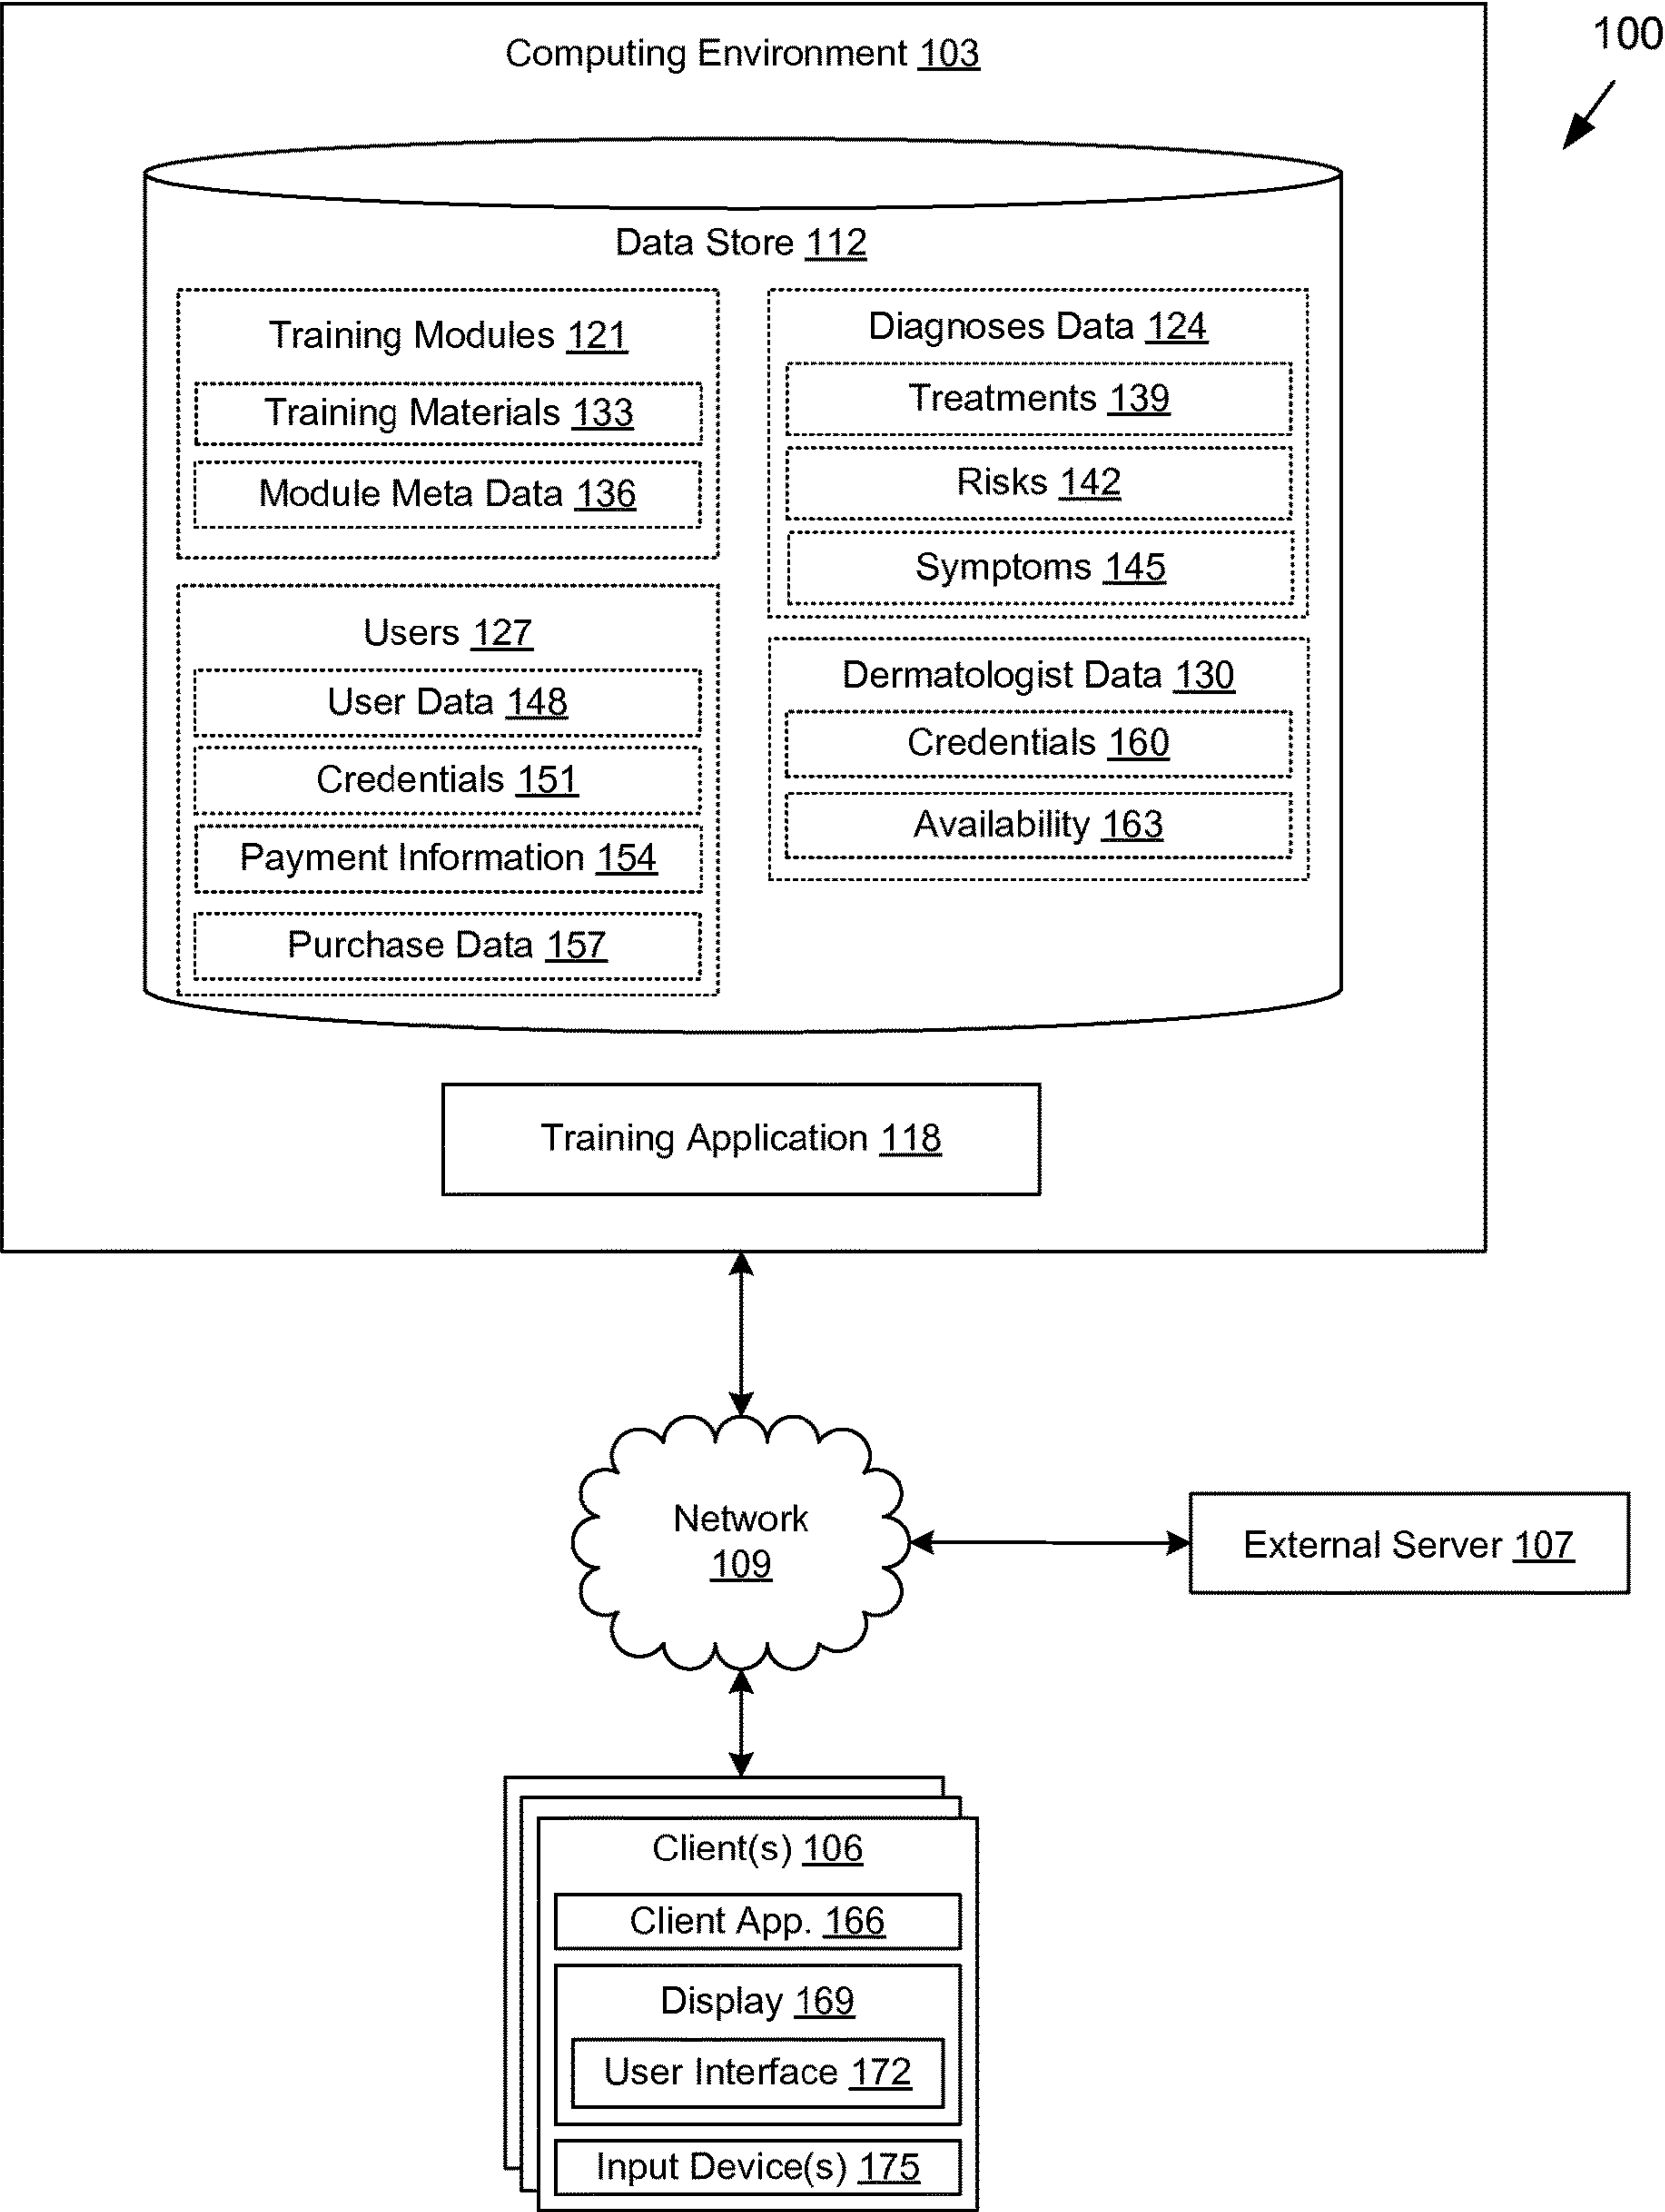 100
Computing Environment 103
Data Store 112
Training Modules 121
Training Materials 133
Module Meta Data 136
Users 127
User Data 148
Credentials 151
Payment Information 154
Purchase Data 157
Diagnoses Data 124
Treatments 139
Risks 142
Symptoms 145
Dermatologist Data 130
Credentials 160
Availability 163
Training Application 118
Network
109
External Server 107
Client(s) 106
Client App. 166
Display 169
User Interface 172
Input Device(s) 175